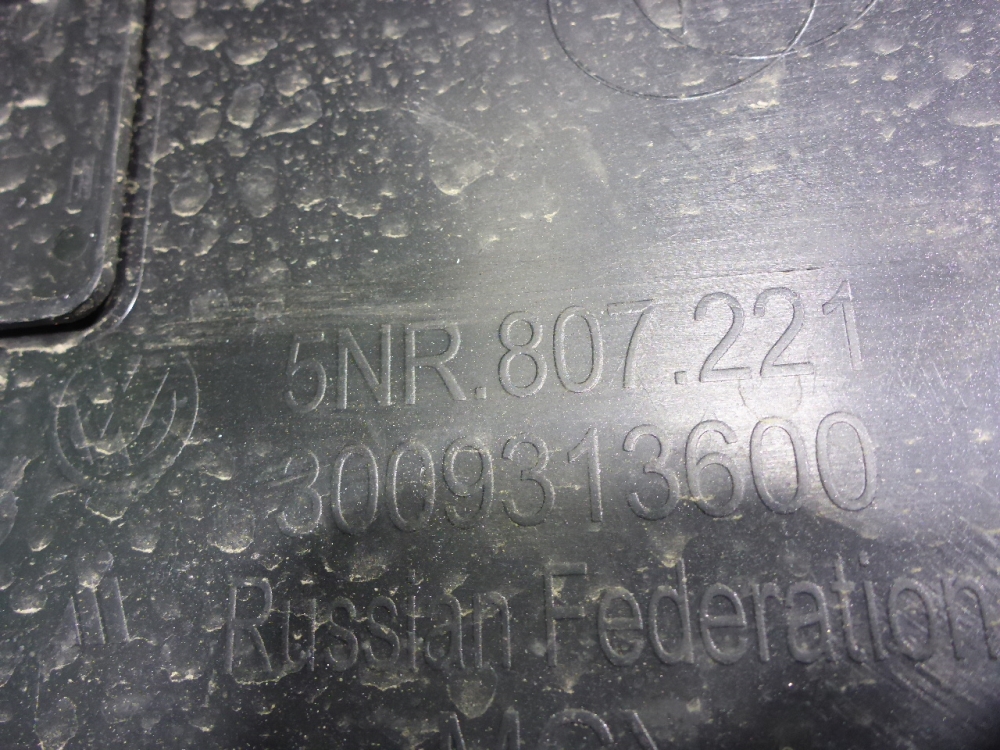 5NR.807.221
3009313600
Russian Federation